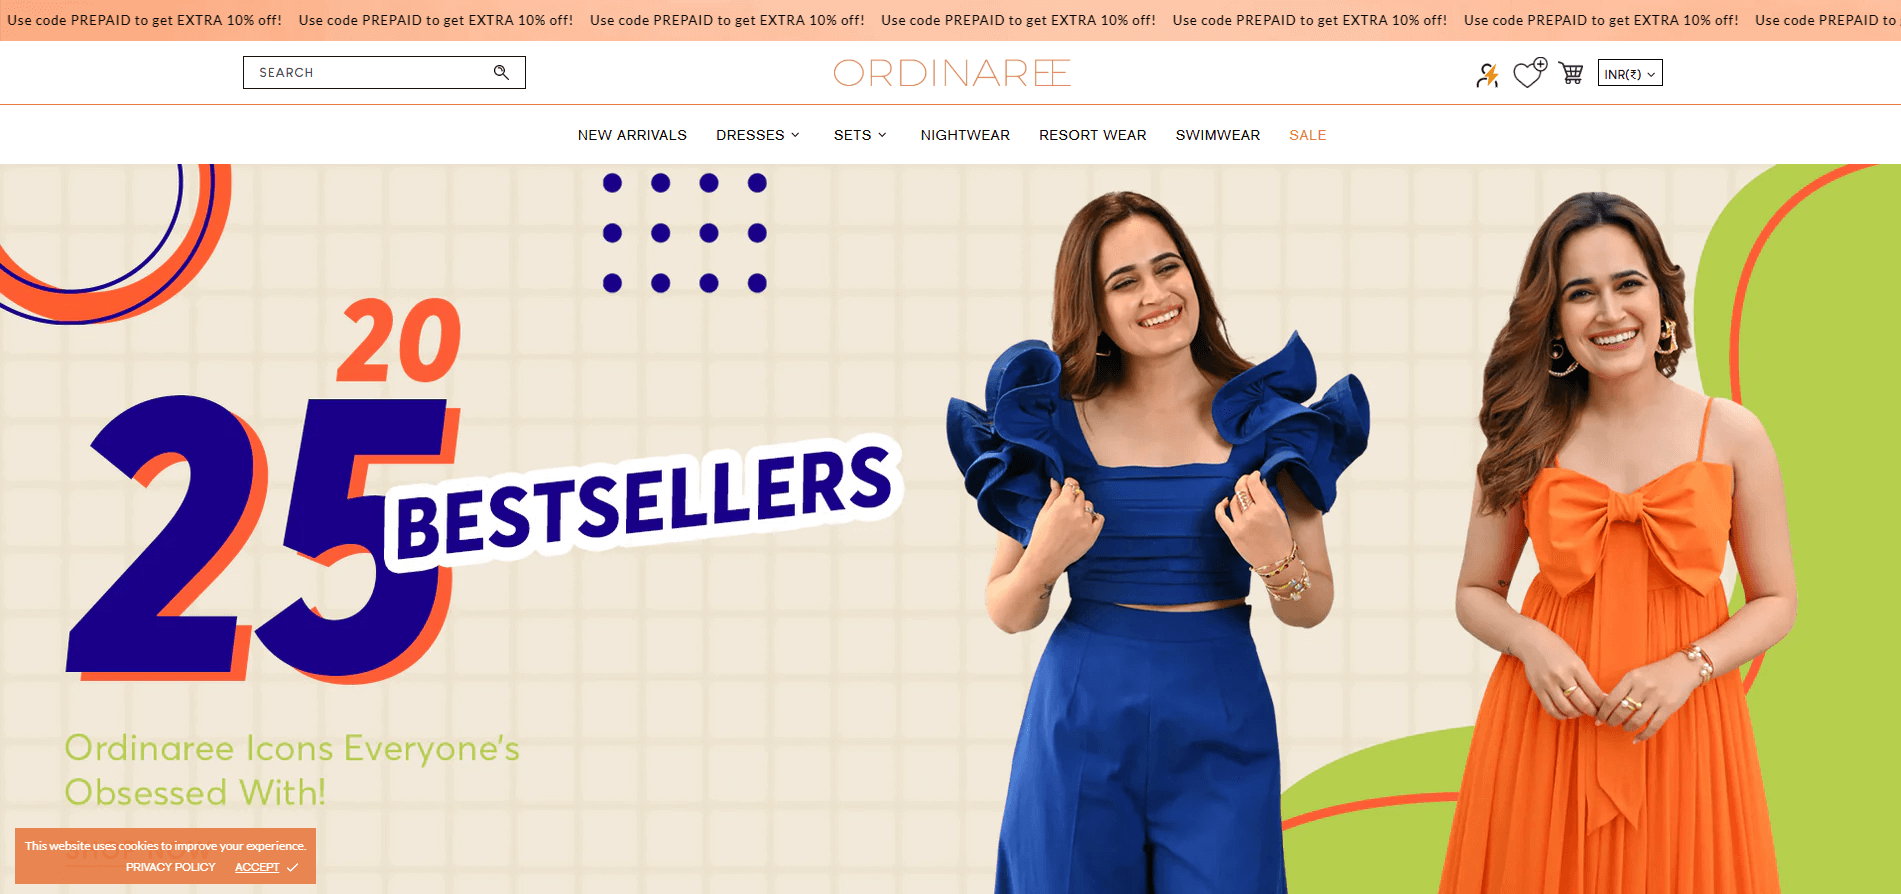 Use code PREPAID to get EXTRA 10% off! Use code PREPAID to get EXTRA 10% off! Use code PREPAID to get EXTRA 10% off! Use code PREPAID to get EXTRA 10% off! Use code PREPAID to get EXTRA 10% off! Use code PREPAID to get EXTRA 10% off! Use code PREPAID to
SEARCH
ORDINAREE
INR(₹)
NEW ARRIVALS DRESSES SETS NIGHTWEAR RESORT WEAR SWIMWEAR SALE
20
25
BESTSELLERS
Ordinaree Icons Everyone's
Obsessed With!
This website uses cookies to improve your experience.
PRIVACY POLICY ACCEPT